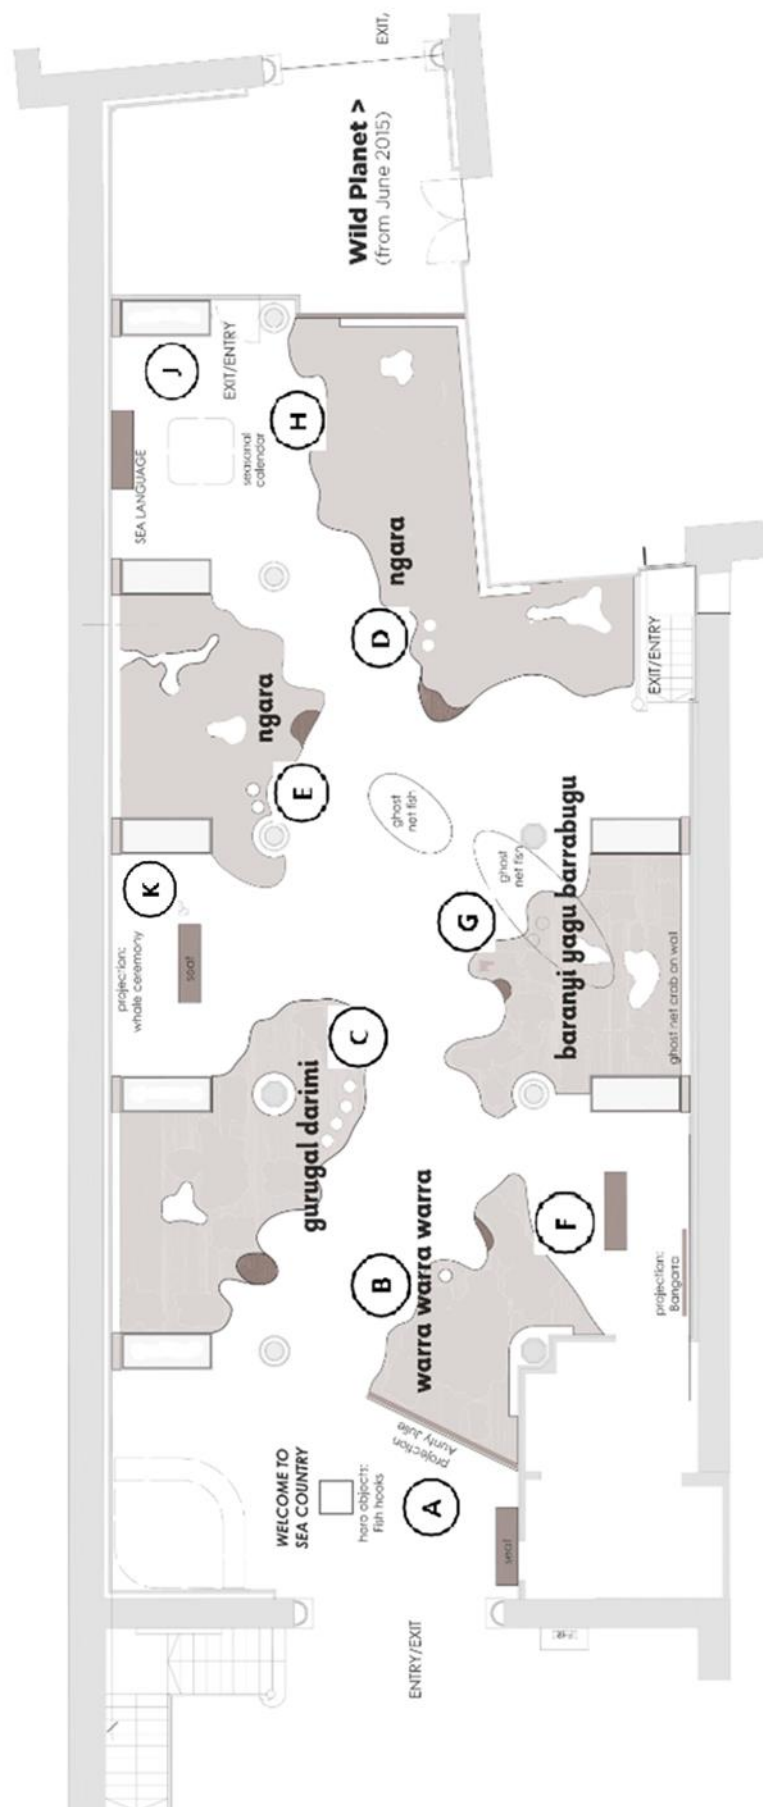 ENTRY/EXIT
WELCOME TO
SEA COUNTRY
hero objects:
Fish hooks
A
seat
projection
Aunty Julie
B
warra warra warra
F
projection:
Bangarra
gurugal darimi
C
G
baranyi yagu barrabugu
ghost
net fish
ghost net crab on wall
projection:
whale ceremony
seat
K
ghost
net fish
E
ngara
D
ngara
EXIT/ENTRY
SEA LANGUAGE
seasonal
calendar
H
J
EXIT/ENTRY
Wild Planet >
(from June 2015)
EXIT,